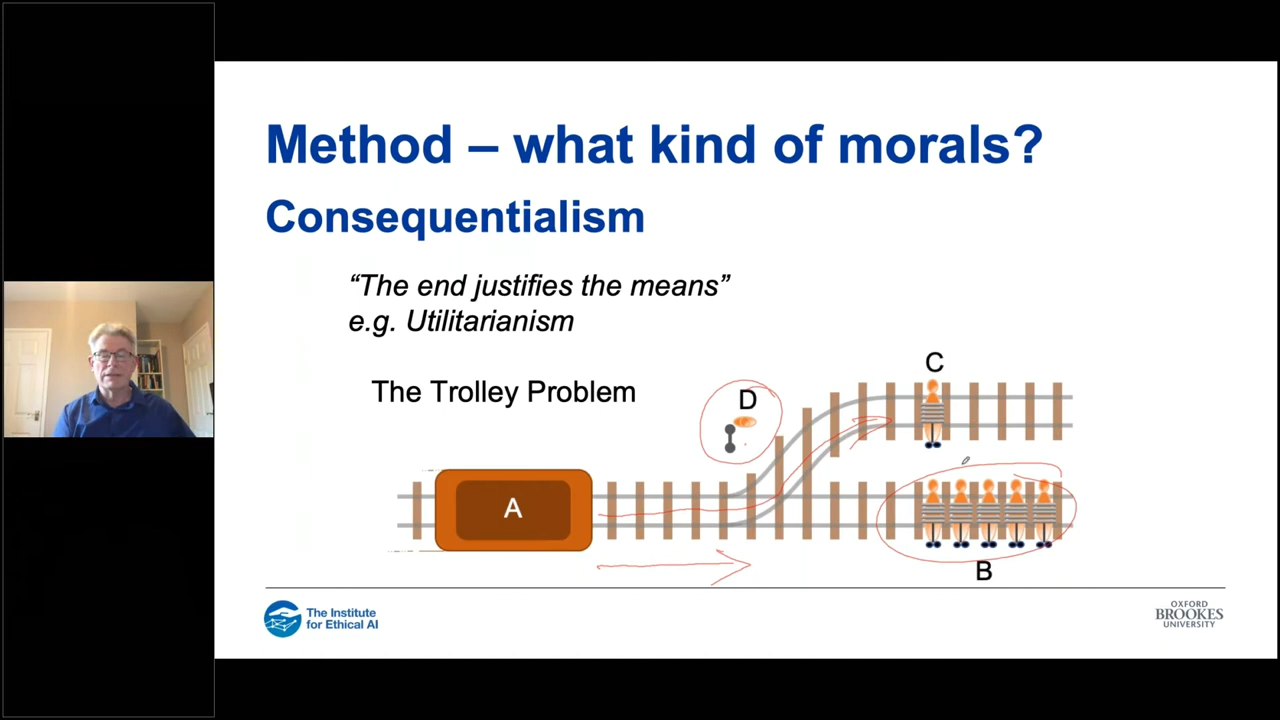 Method – what kind of morals?
Consequentialism
“The end justifies the means”
e.g. Utilitarianism
The Trolley Problem
C
D
A
B
The Institute
for Ethical AI
OXFORD
BROOKES
UNIVERSITY